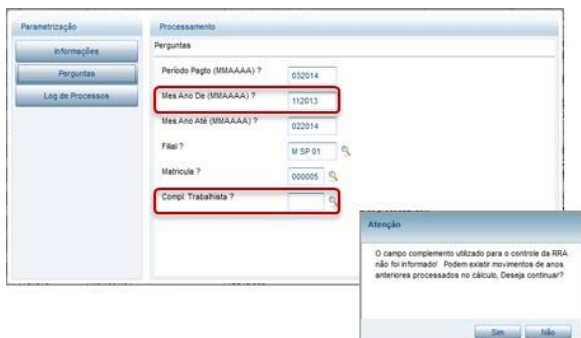 Parametrização
Processamento
Informações
Perguntas
Log de Processos
Perguntas
Período Pagto (MMAAAA) ?
032014
Mes Ano De (MMAAAA) ?
112013
Mes Ano Até (MMAAAA) ?
022014
Filial ?
M SP 01
Matricula ?
000005
Compl. Trabalhista ?
Atenção
O campo complemento utilizado para o controle da RRA
não foi informado! Podem existir movimentos de anos
anteriores processados no cálculo, Deseja continuar?
Sim
Não